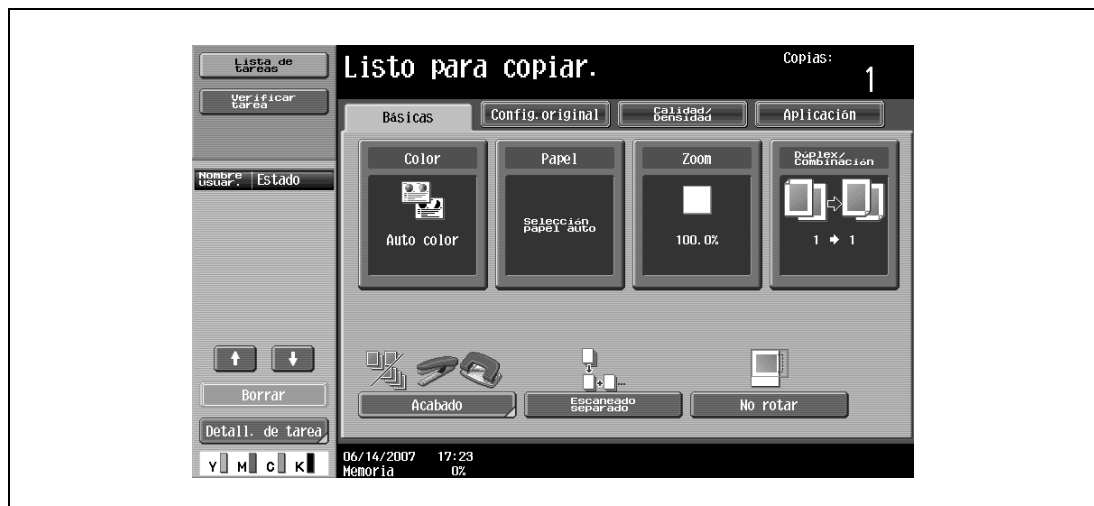 Lista de
tareas
Verificar
tarea
Nombre
usuar.
Estado
Borrar
Detall. de tarea
Y M C K
Listo para copiar.
Copias:
1
Básicas
Config.original
Calidad/
Densidad
Aplicación
Color
Auto color
Papel
Selección
papel auto
Zoom
100.0%
Dúplex/
Combinación
1 → 1
Acabado
Escaneado
separado
No rotar
06/14/2007 17:23
Memoria 0%